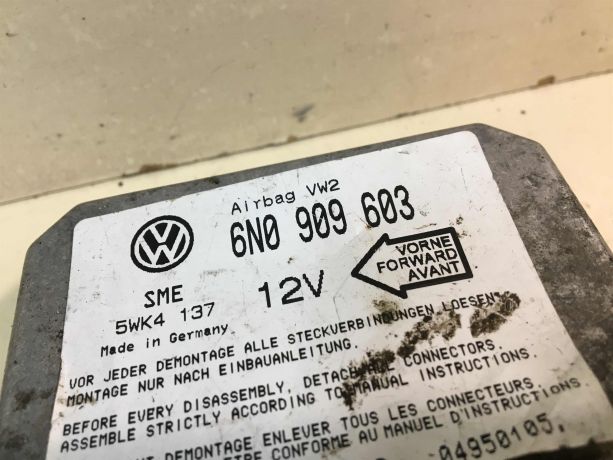 Airbag VW2
6N0 909 603
VW
SME
5WK4 137
Made in Germany
12V
VORNE
FORWARD
AVANT
VOR JEDER DEMONTAGE ALLE STECKVERBINDUNGEN LOESEN
MONTAGE NUR NACH EINBAUANLEITUNG.
BEFORE EVERY DISASSEMBLY, DETACH CONNECTORS.
ASSEMBLE STRICTLY ACCORDING TO MANUAL INSTRUCTIONS.
DEMONTAGE ENLEVER TOUS LES CONNECTEURS.
ETRE CONFORME AU MANUEL D'INSTRUCTIONS.
04950105.